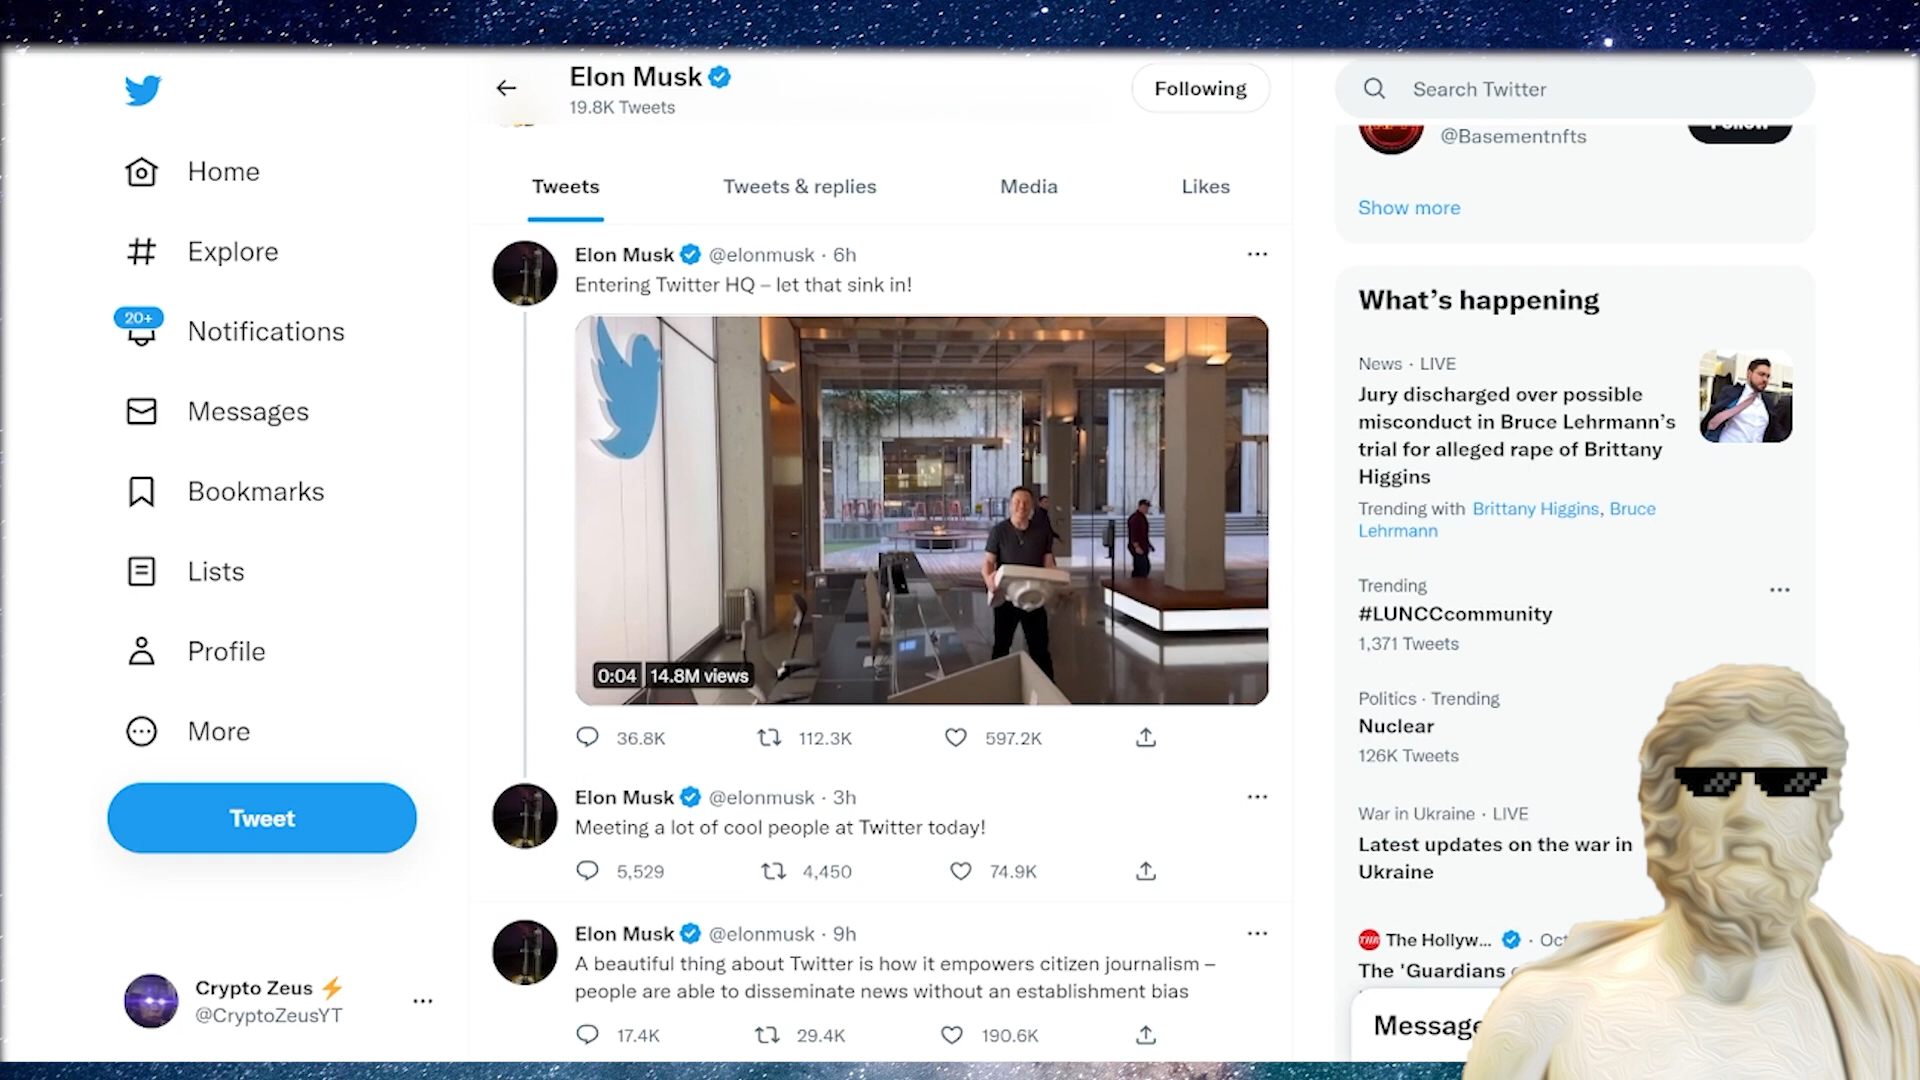 Elon Musk
19.8K Tweets
Following
Search Twitter
@Basementnfts
Follow
Show more
Home
Explore
20+
Notifications
Messages
Bookmarks
Lists
Profile
More
Tweet
Crypto Zeus
@CryptoZeusYT
Tweets
Tweets & replies
Media
Likes
Elon Musk @elonmusk · 6h
Entering Twitter HQ – let that sink in!
0:04
14.8M views
36.8K
112.3K
597.2K
Elon Musk @elonmusk · 3h
Meeting a lot of cool people at Twitter today!
5,529
4,450
74.9K
Elon Musk @elonmusk · 9h
A beautiful thing about Twitter is how it empowers citizen journalism –
people are able to disseminate news without an establishment bias
17.4K
29.4K
190.6K
What's happening
News · LIVE
Jury discharged over possible
misconduct in Bruce Lehrmann's
trial for alleged rape of Brittany
Higgins
Trending with Brittany Higgins, Bruce
Lehrmann
Trending
#LUNCCcommunity
1,371 Tweets
Politics · Trending
Nuclear
126K Tweets
War in Ukraine · LIVE
Latest updates on the war in
Ukraine
THR
The Hollyw... · Oct
The 'Guardians
Message